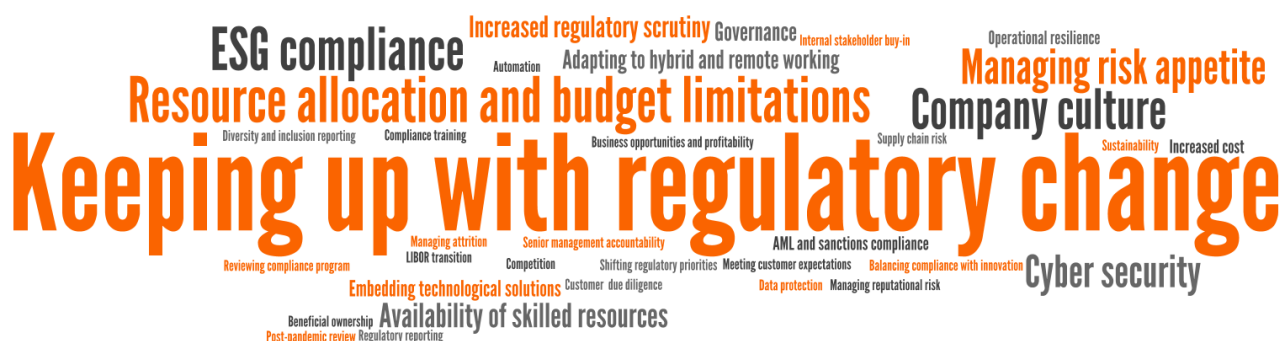 Increased regulatory scrutiny
Governance
Internal stakeholder buy-in
ESG compliance
Operational resilience
Automation
Adapting to hybrid and remote working
Managing risk appetite
Resource allocation and budget limitations
Company culture
Diversity and inclusion reporting
Compliance training
Business opportunities and profitability
Supply chain risk
Sustainability
Increased cost
Keeping up with regulatory change
Managing attrition
Senior management accountability
AML and sanctions compliance
LIBOR transition
Reviewing compliance program
Competition
Shifting regulatory priorities
Meeting customer expectations
Balancing compliance with innovation
Cyber security
Embedding technological solutions
Customer due diligence
Data protection
Managing reputational risk
Beneficial ownership
Availability of skilled resources
Post-pandemic review
Regulatory reporting